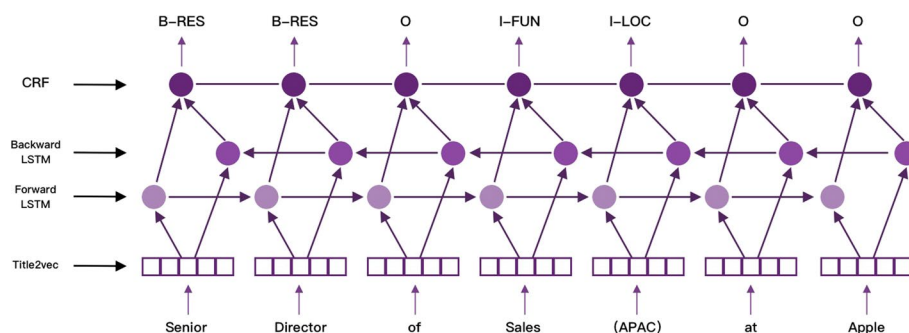 B–RES B–RES O I–FUN I–LOC O O
CRF
Backward
LSTM
Forward
LSTM
Title2vec
Senior Director of Sales (APAC) at Apple